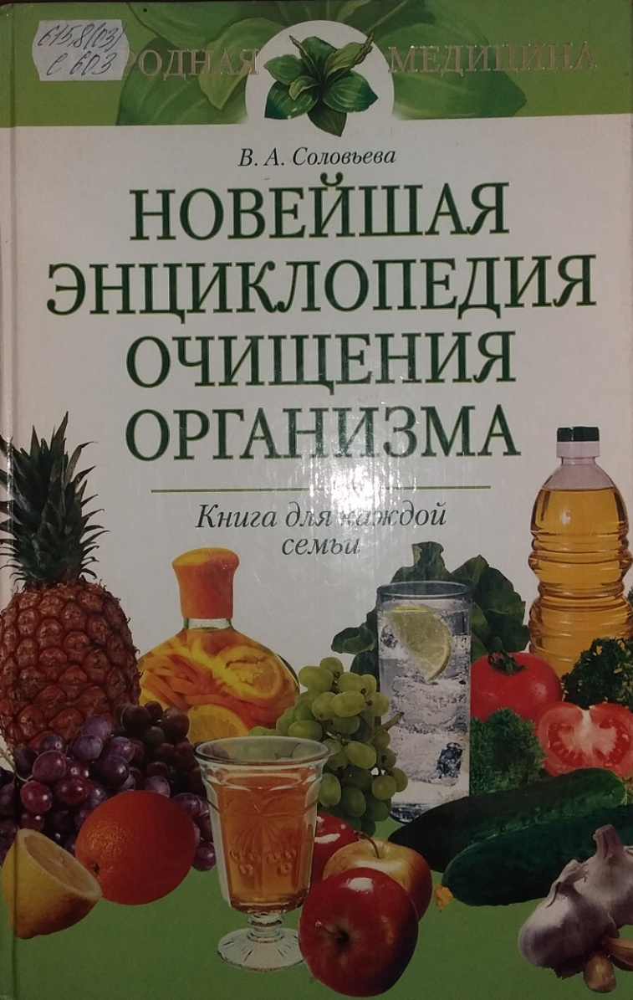 615,8(03)
С 603
РОДНАЯ МЕДИЦИНА
В. А. Соловьева
НОВЕЙШАЯ
ЭНЦИКЛОПЕДИЯ
ОЧИЩЕНИЯ
ОРГАНИЗМА
Книга для каждой
семьи